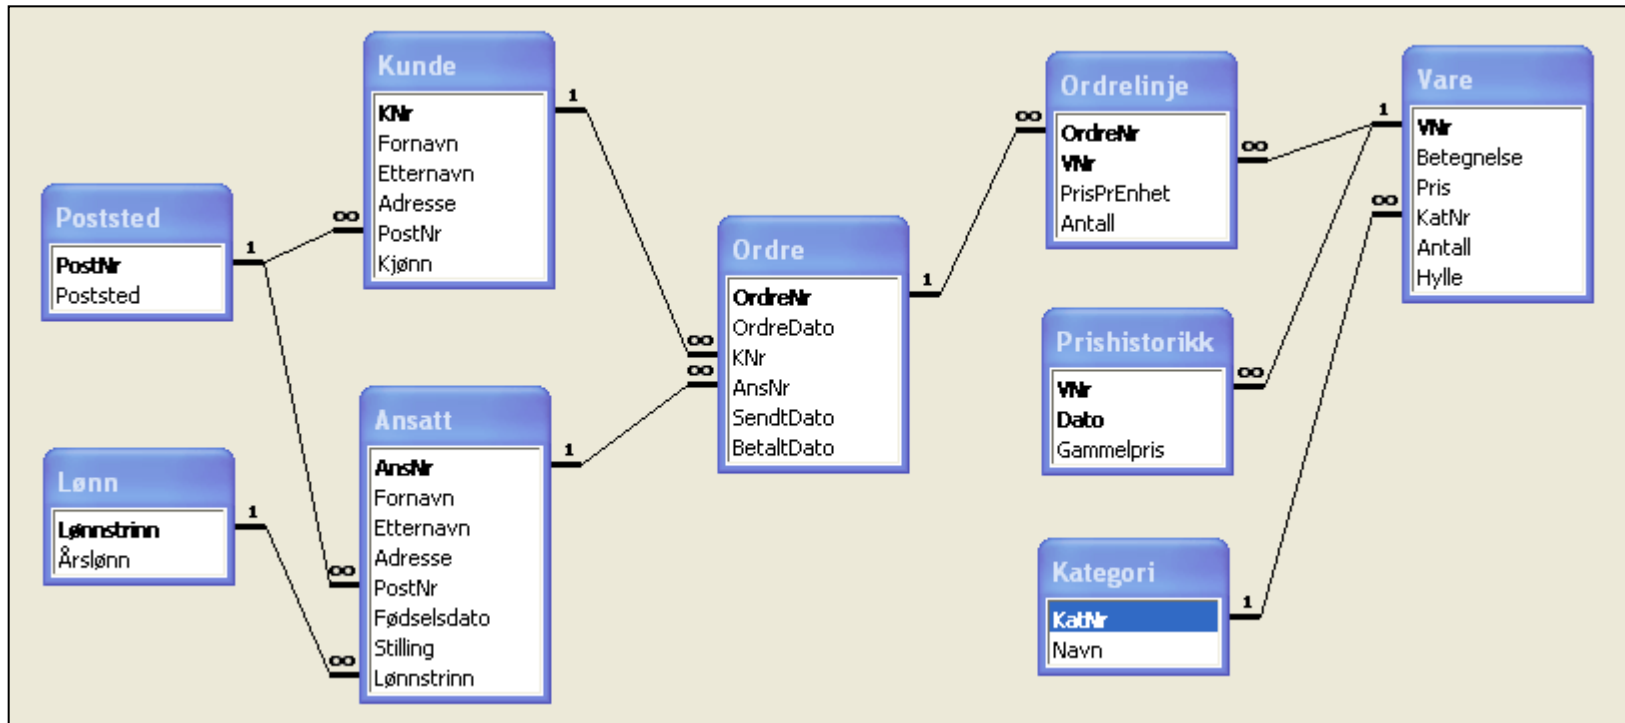 Poststed
PostNr
Poststed
1
Lønn
Lønnstrinn
Årslønn
1
Kunde
KNr
Fornavn
Etternavn
Adresse
PostNr
Kjønn
1
∞
Ansatt
AnsNr
Fornavn
Etternavn
Adresse
PostNr
Fødselsdato
Stilling
Lønnstrinn
1
∞
∞
Ordre
OrdreNr
OrdreDato
KNr
AnsNr
SendtDato
BetaltDato
1
∞
∞
Ordrelinje
OrdreNr
VNr
PrisPrEnhet
Antall
∞
∞
Prishistorikk
VNr
Dato
Gammelpris
∞
Kategori
KatNr
Navn
1
Vare
VNr
Betegnelse
Pris
KatNr
Antall
Hylle
1
∞